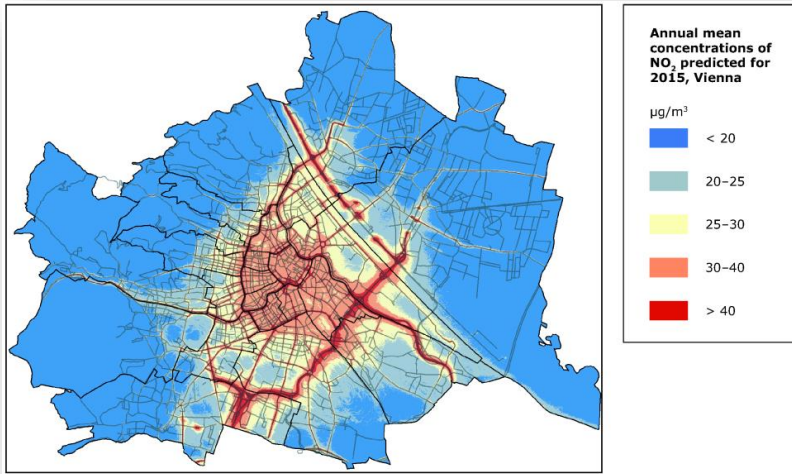 Annual mean
concentrations of
NO₂ predicted for
2015, Vienna
µg/m³
< 20
20–25
25–30
30–40
> 40